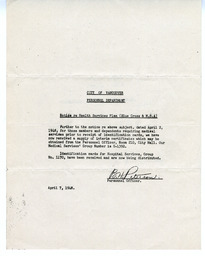 CITY OF VANCOUVER
PERSONNEL DEPARTMENT
Notice re Health Services Plan (Blue Cross & M.S.A)
Further to the notice re above subject, dated April 2,
1948, for those members and dependents requiring medical
services prior to receipt of identification cards, we now
are received a supply of interim certificates which may be
obtained from the Personnel Officer, Room 210, City Hall. Our
Medical Services' Group Number is
Identification cards for Hospital Services, Group
No. 5170, have been received and are now being distributed.
Personnel Officer.
April 7, 1948.